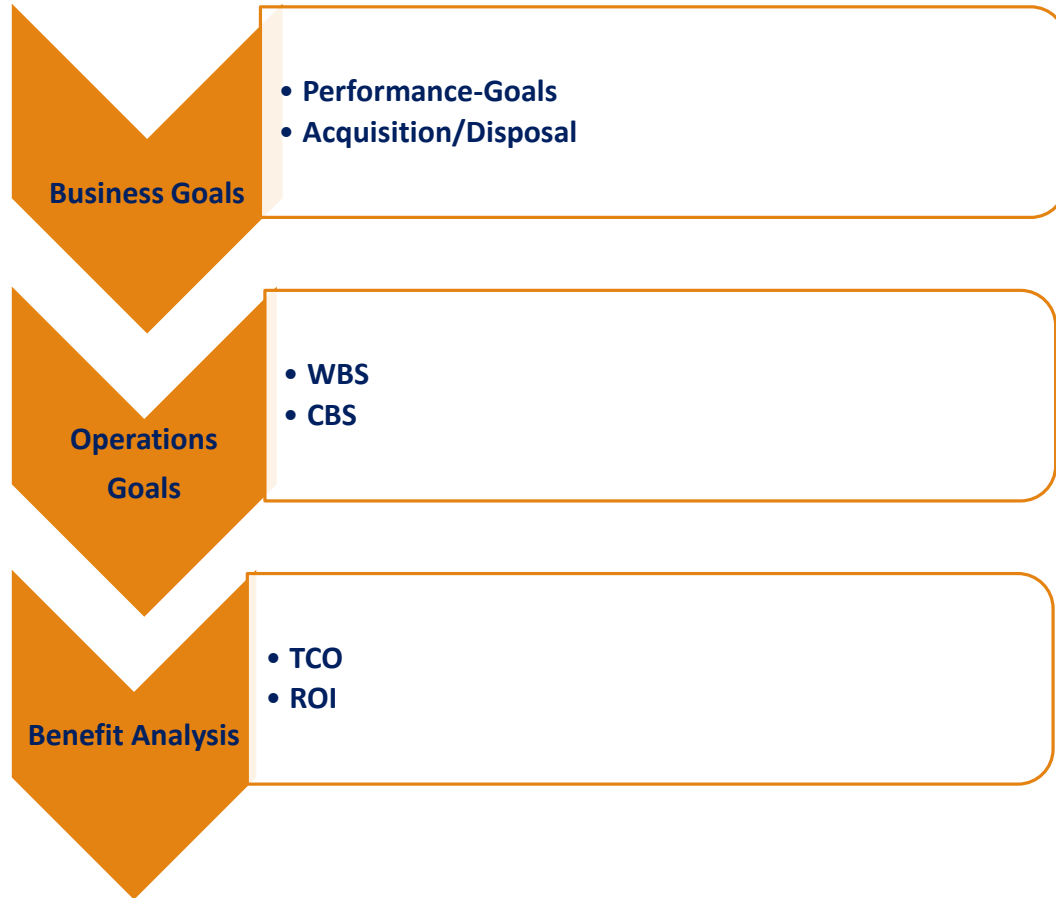 • Performance-Goals
• Acquisition/Disposal
Business Goals
• WBS
• CBS
Operations
Goals
• TCO
• ROI
Benefit Analysis